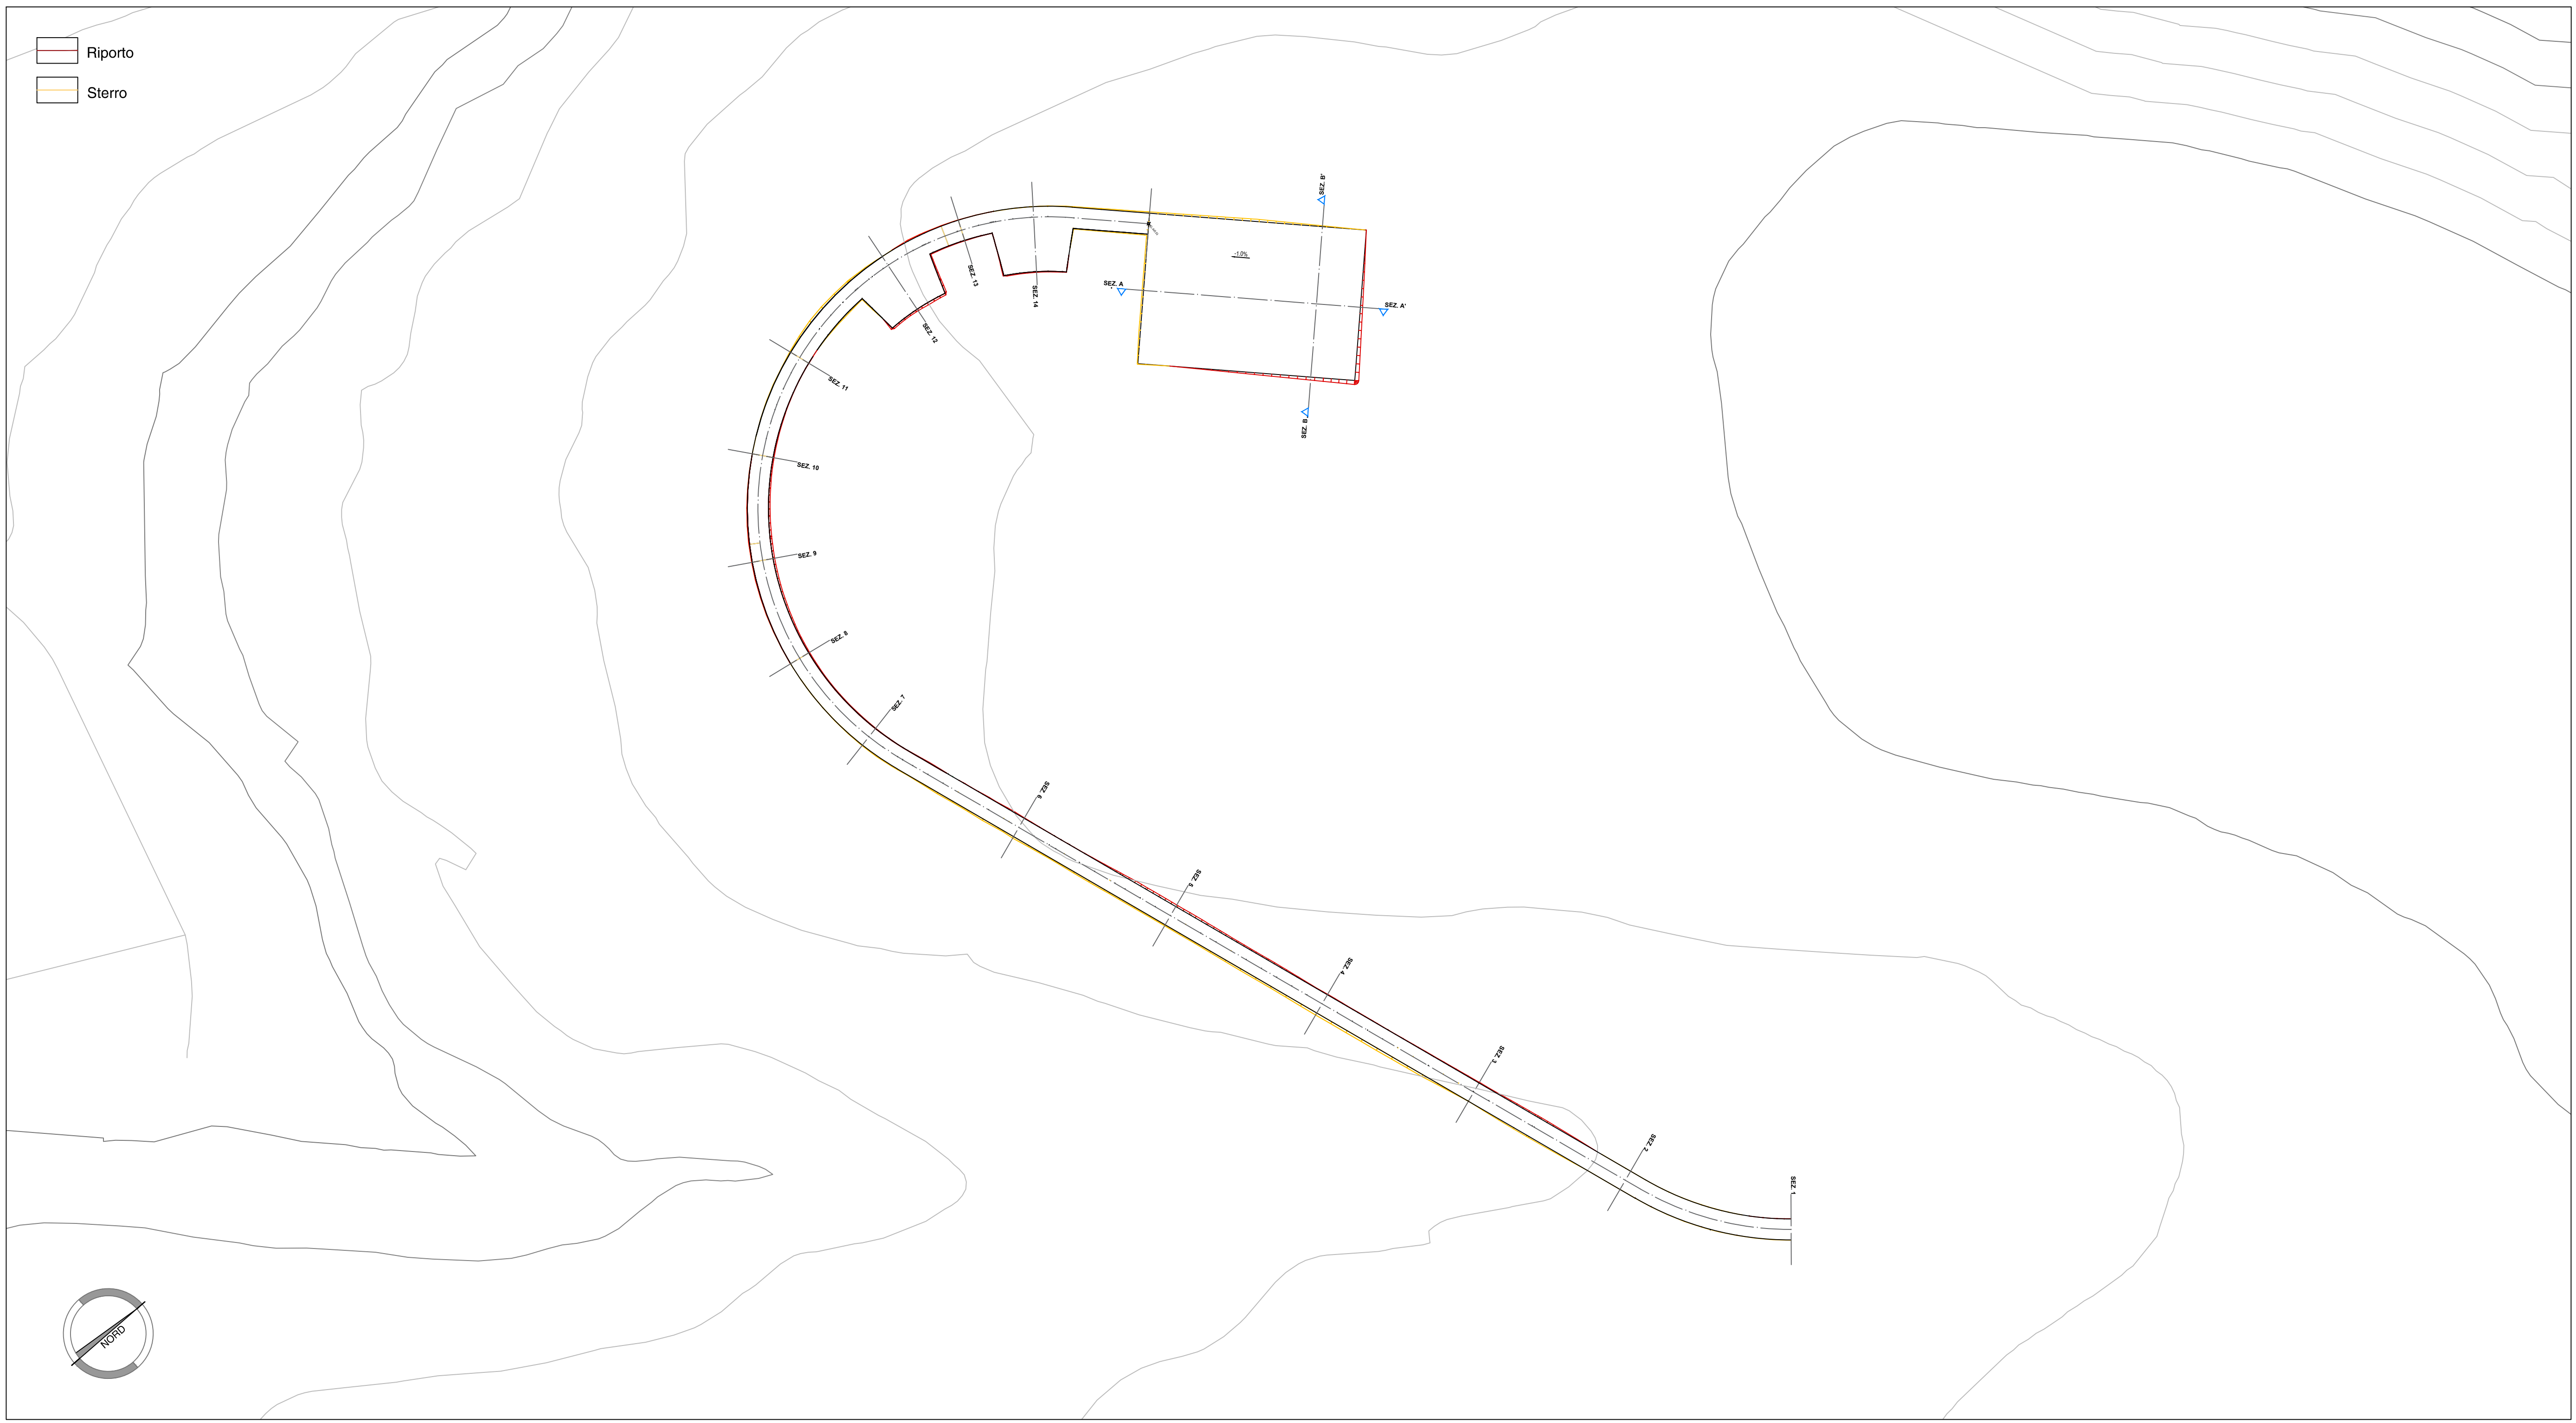 Riporto
Sterro
SEZ. B'
-1.0%
SEZ. A
SEZ. A'
SEZ. B
SEZ. 14
SEZ. 13
SEZ. 12
SEZ. 11
SEZ. 10
SEZ. 9
SEZ. 8
SEZ. 7
SEZ. 6
SEZ. 5
SEZ. 4
SEZ. 3
SEZ. 2
SEZ. 1
NORD